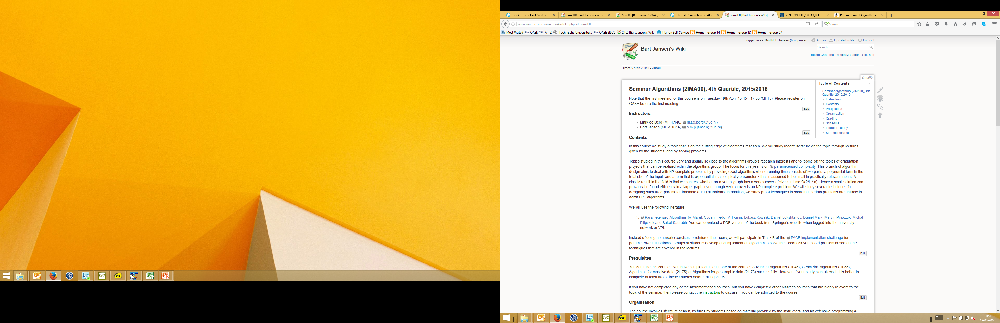 Track B: Feedback Vertex S...
2ima00 [Bart Jansen's Wiki]
2ima00 [Bart Jansen's Wiki]
The 1st Parameterized Alg...
2ima00 [Bart Jansen's Wiki]
51NIfPK9eQL._SX330_BO1,...
Parameterized Algorithms...
www.win.tue.nl/~bjansen/wiki/doku.php?id=2ima00
Search
Most Visited TU/e OASE TU/e A - Z Technische Universitei... TU/e OASE 2ILC0 2ilc0 [Bart Jansen's Wiki] Planon Self-Service Home - Group 14 Home - Group 13 Home - Group 07
Logged in as: Bart M. P. Jansen (bmpjansen) Admin Update Profile Log Out
[[DW]]
Bart Jansen's Wiki
Search
Recent Changes Media Manager Sitemap
Trace: • start • 2ilc0 • 2ima00
2ima00
Seminar Algorithms (2IMA00), 4th Quartile, 2015/2016
Note that the first meeting for this course is on Tuesday 19th April 15:45 - 17:30 (MF15). Please register on
OASE before the first meeting.
Edit
Table of Contents
Seminar Algorithms (2IMA00), 4th
Quartile, 2015/2016
Instructors
Contents
Prequisites
Organisation
Grading
Schedule
Literature study
Student lectures
Instructors
Mark de Berg (MF 4.146, m.t.d.berg@tue.nl)
Bart Jansen (MF 4.104A, b.m.p.jansen@tue.nl)
Edit
Contents
In this course we study a topic that is on the cutting edge of algorithms research. We will study recent literature on the topic through lectures,
given by the students, and by solving problems.
Topics studied in this course vary and usually lie close to the algorithms group's research interests and to (some of) the topics of graduation
projects that can be realized within the algorithms group. The focus for this year is on parameterized complexity. This branch of algorithm
design aims to deal with NP-complete problems by providing exact algorithms whose running time consists of two parts: a polynomial term in the
total size of the input, and a term that is exponential in a complexity parameter k that is assumed to be small in practically relevant inputs. A
classic result in the field is that we can test whether an n-vertex graph has a vertex cover of size k in time O(2^k * n). Hence a small solution can
provably be found efficiently in a large graph, even though vertex cover is an NP-complete problem. We will study several techniques for
designing such fixed-parameter tractable (FPT) algorithms. In addition, we study proof techniques to show that certain problems are unlikely to
admit FPT algorithms.
We will use the following literature:
1. Parameterized Algorithms by Marek Cygan, Fedor V. Fomin, Lukasz Kowalik, Daniel Lokshtanov, Dániel Marx, Marcin Pilipczuk, Michal
Pilipczuk and Saket Saurabh. You can download a PDF version of the book from Springer's website when logged into the university
network or VPN.
Instead of doing homework exercises to reinforce the theory, we will participate in Track B of the PACE Implementation challenge for
parameterized algorithms. Groups of students develop and implement an algorithm to solve the Feedback Vertex Set problem based on the
techniques that are covered in the lectures.
Edit
Prequisites
You can take this course if you have completed at least one of the courses Advanced Algorithms (2IL45), Geometric Algorithms (2IL55),
Algorithms for massive data (2IL75) or Algorithms for geographic data (2IL76) successfully. However, if your study plan allows it, it is better to
complete at least two of these courses before taking 2IL95.
If you have not completed any of the aforementioned courses, but you have completed other Master's courses that are highly relevant to the
topic of the seminar, then please contact the instructors to discuss if you can be admitted to the course.
Edit
Organisation
The course involves literature search, lectures by students based on material provided by the instructors, and an extensive programming &
TXC
PDF
TXC
PDF
14:54
19-04-2016